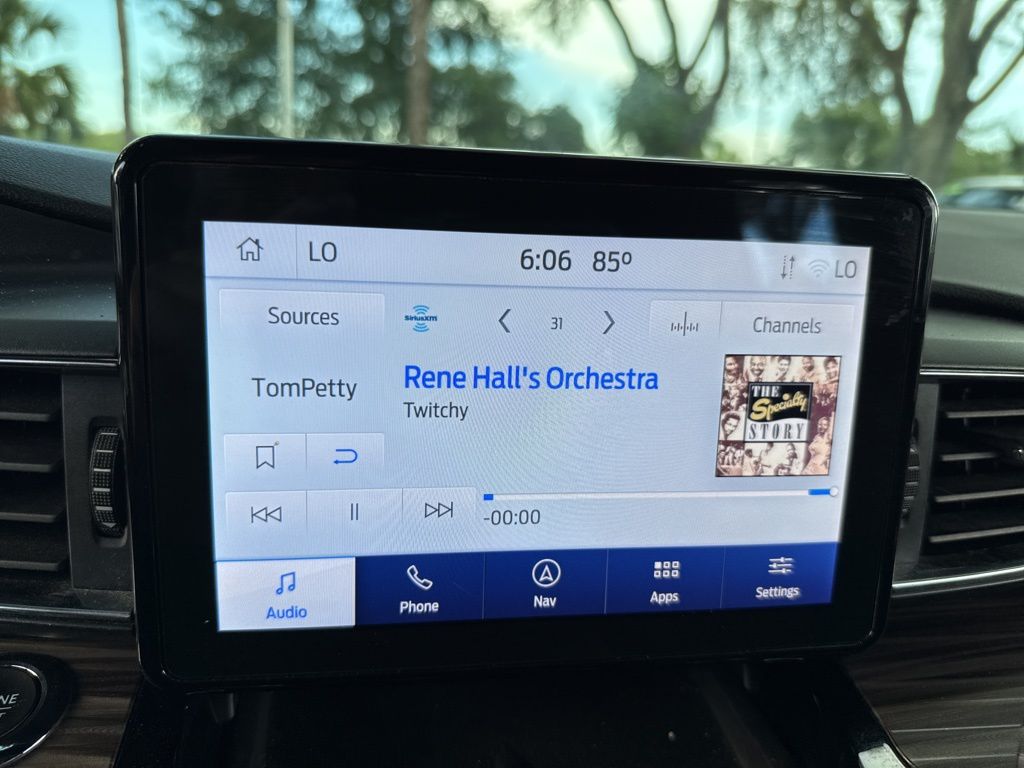 LO
6:06 85º
LO
Sources
SiriusXM
31
Channels
TomPetty
Rene Hall's Orchestra
Twitchy
THE
Specialty
STORY
-00:00
Audio
Phone
Nav
Apps
Settings